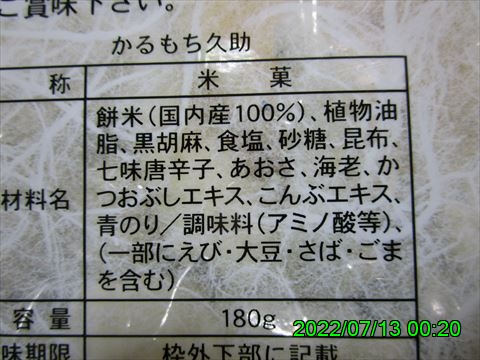 ご賞味下さい。
かるもち久助
称 米菓
材料名 餅米(国内産100%)、植物油
脂、黒胡麻、食塩、砂糖、昆布、
七味唐辛子、あおさ、海老、か
つおぶしエキス、こんぶエキス、
青のり/調味料(アミノ酸等)、
(一部にえび・大豆・さば・ごま
を含む)
容量 180g
味期限 枠外下部に記載
2022/07/13 00:20